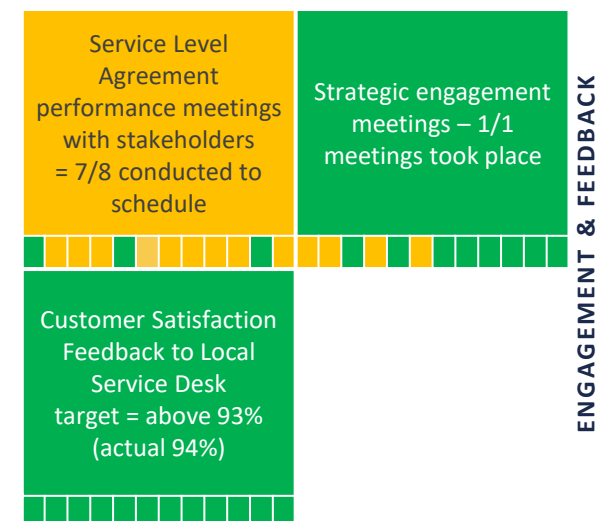 Service Level
Agreement
performance meetings
with stakeholders
= 7/8 conducted to
schedule
Strategic engagement
meetings – 1/1
meetings took place
Customer Satisfaction
Feedback to Local
Service Desk
target = above 93%
(actual 94%)
ENGAGEMENT & FEEDBACK